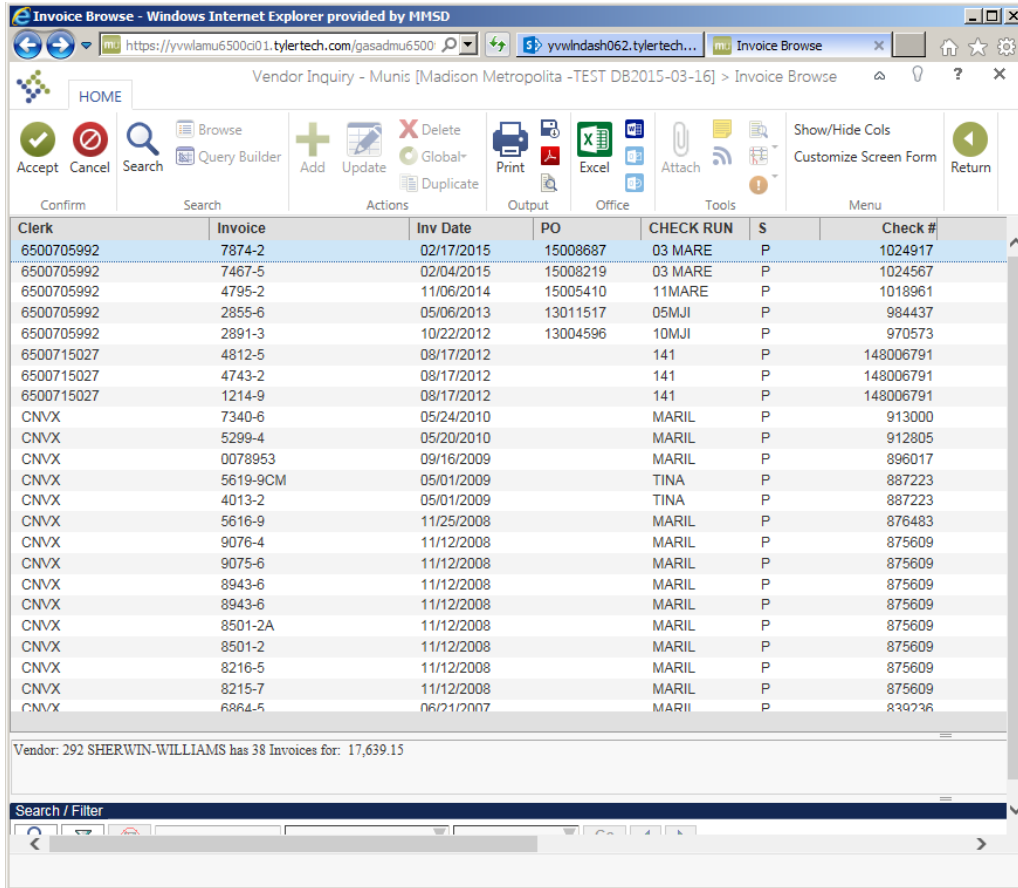 Invoice Browse - Windows Internet Explorer provided by MMSD
mu https://yvwlamu6500ci01.tylertech.com/gasadmu6500 yvwlndash062.tylertech... mu Invoice Browse
Vendor Inquiry - Munis [Madison Metropolita -TEST DB2015-03-16] > Invoice Browse
HOME
Accept Cancel Search Browse Query Builder Add Update Delete Global Duplicate Print Excel Attach Show/Hide Cols Customize Screen Form Return
Confirm Search Actions Output Office Tools Menu
Clerk Invoice Inv Date PO CHECK RUN S Check #
6500705992 7874-2 02/17/2015 15008687 03 MARE P 1024917
6500705992 7467-5 02/04/2015 15008219 03 MARE P 1024567
6500705992 4795-2 11/06/2014 15005410 11MARE P 1018961
6500705992 2855-6 05/06/2013 13011517 05MJI P 984437
6500705992 2891-3 10/22/2012 13004596 10MJI P 970573
6500715027 4812-5 08/17/2012 141 P 148006791
6500715027 4743-2 08/17/2012 141 P 148006791
6500715027 1214-9 08/17/2012 141 P 148006791
CNVX 7340-6 05/24/2010 MARIL P 913000
CNVX 5299-4 05/20/2010 MARIL P 912805
CNVX 0078953 09/16/2009 MARIL P 896017
CNVX 5619-9CM 05/01/2009 TINA P 887223
CNVX 4013-2 05/01/2009 TINA P 887223
CNVX 5616-9 11/25/2008 MARIL P 876483
CNVX 9076-4 11/12/2008 MARIL P 875609
CNVX 9075-6 11/12/2008 MARIL P 875609
CNVX 8943-6 11/12/2008 MARIL P 875609
CNVX 8943-6 11/12/2008 MARIL P 875609
CNVX 8501-2A 11/12/2008 MARIL P 875609
CNVX 8501-2 11/12/2008 MARIL P 875609
CNVX 8216-5 11/12/2008 MARIL P 875609
CNVX 8215-7 11/12/2008 MARIL P 875609
CNVX 6864-5 06/21/2007 MARIL P 839236
Vendor: 292 SHERWIN-WILLIAMS has 38 Invoices for: 17,639.15
Search / Filter